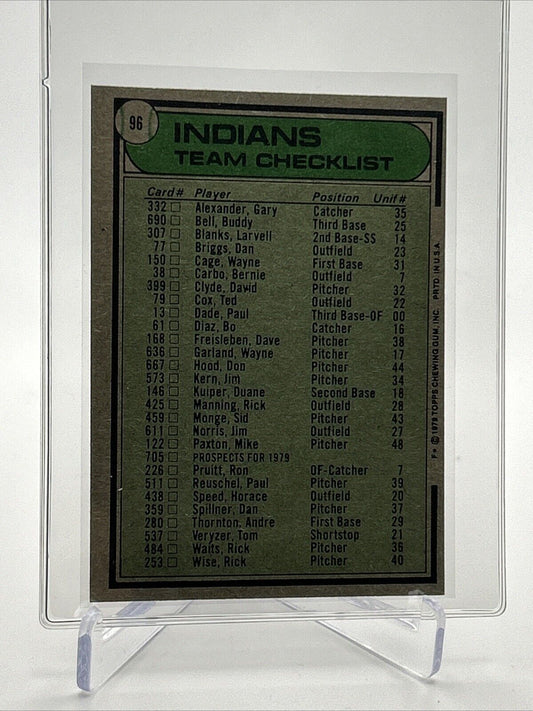 96
INDIANS
TEAM CHECKLIST
Card# Player Position Unif#
332 Alexander, Gary Catcher 35
690 Bell, Buddy Third Base 25
307 Blanks, Larvell 2nd Base-SS 14
77 Briggs, Dan Outfield 23
150 Cage, Wayne First Base 31
38 Carbo, Bernie Outfield 7
399 Clyde, David Pitcher 32
79 Cox, Ted Outfield 22
13 Dade, Paul Third Base-OF 00
61 Diaz, Bo Catcher 16
168 Freisleben, Dave Pitcher 38
636 Garland, Wayne Pitcher 17
667 Hood, Don Pitcher 44
573 Kern, Jim Pitcher 34
146 Kuiper, Duane Second Base 18
425 Manning, Rick Outfield 28
459 Monge, Sid Pitcher 43
611 Norris, Jim Outfield 27
122 Paxton, Mike Pitcher 48
705 PROSPECTS FOR 1979
226 Pruitt, Ron OF-Catcher 7
511 Reuschel, Paul Pitcher 39
438 Speed, Horace Outfield 20
359 Spillner, Dan Pitcher 37
280 Thornton, Andre First Base 29
537 Veryzer, Tom Shortstop 21
484 Waits, Rick Pitcher 36
253 Wise, Rick Pitcher 40
F* © 1979 TOPPS CHEWING GUM, INC. PRTD. IN U.S.A.